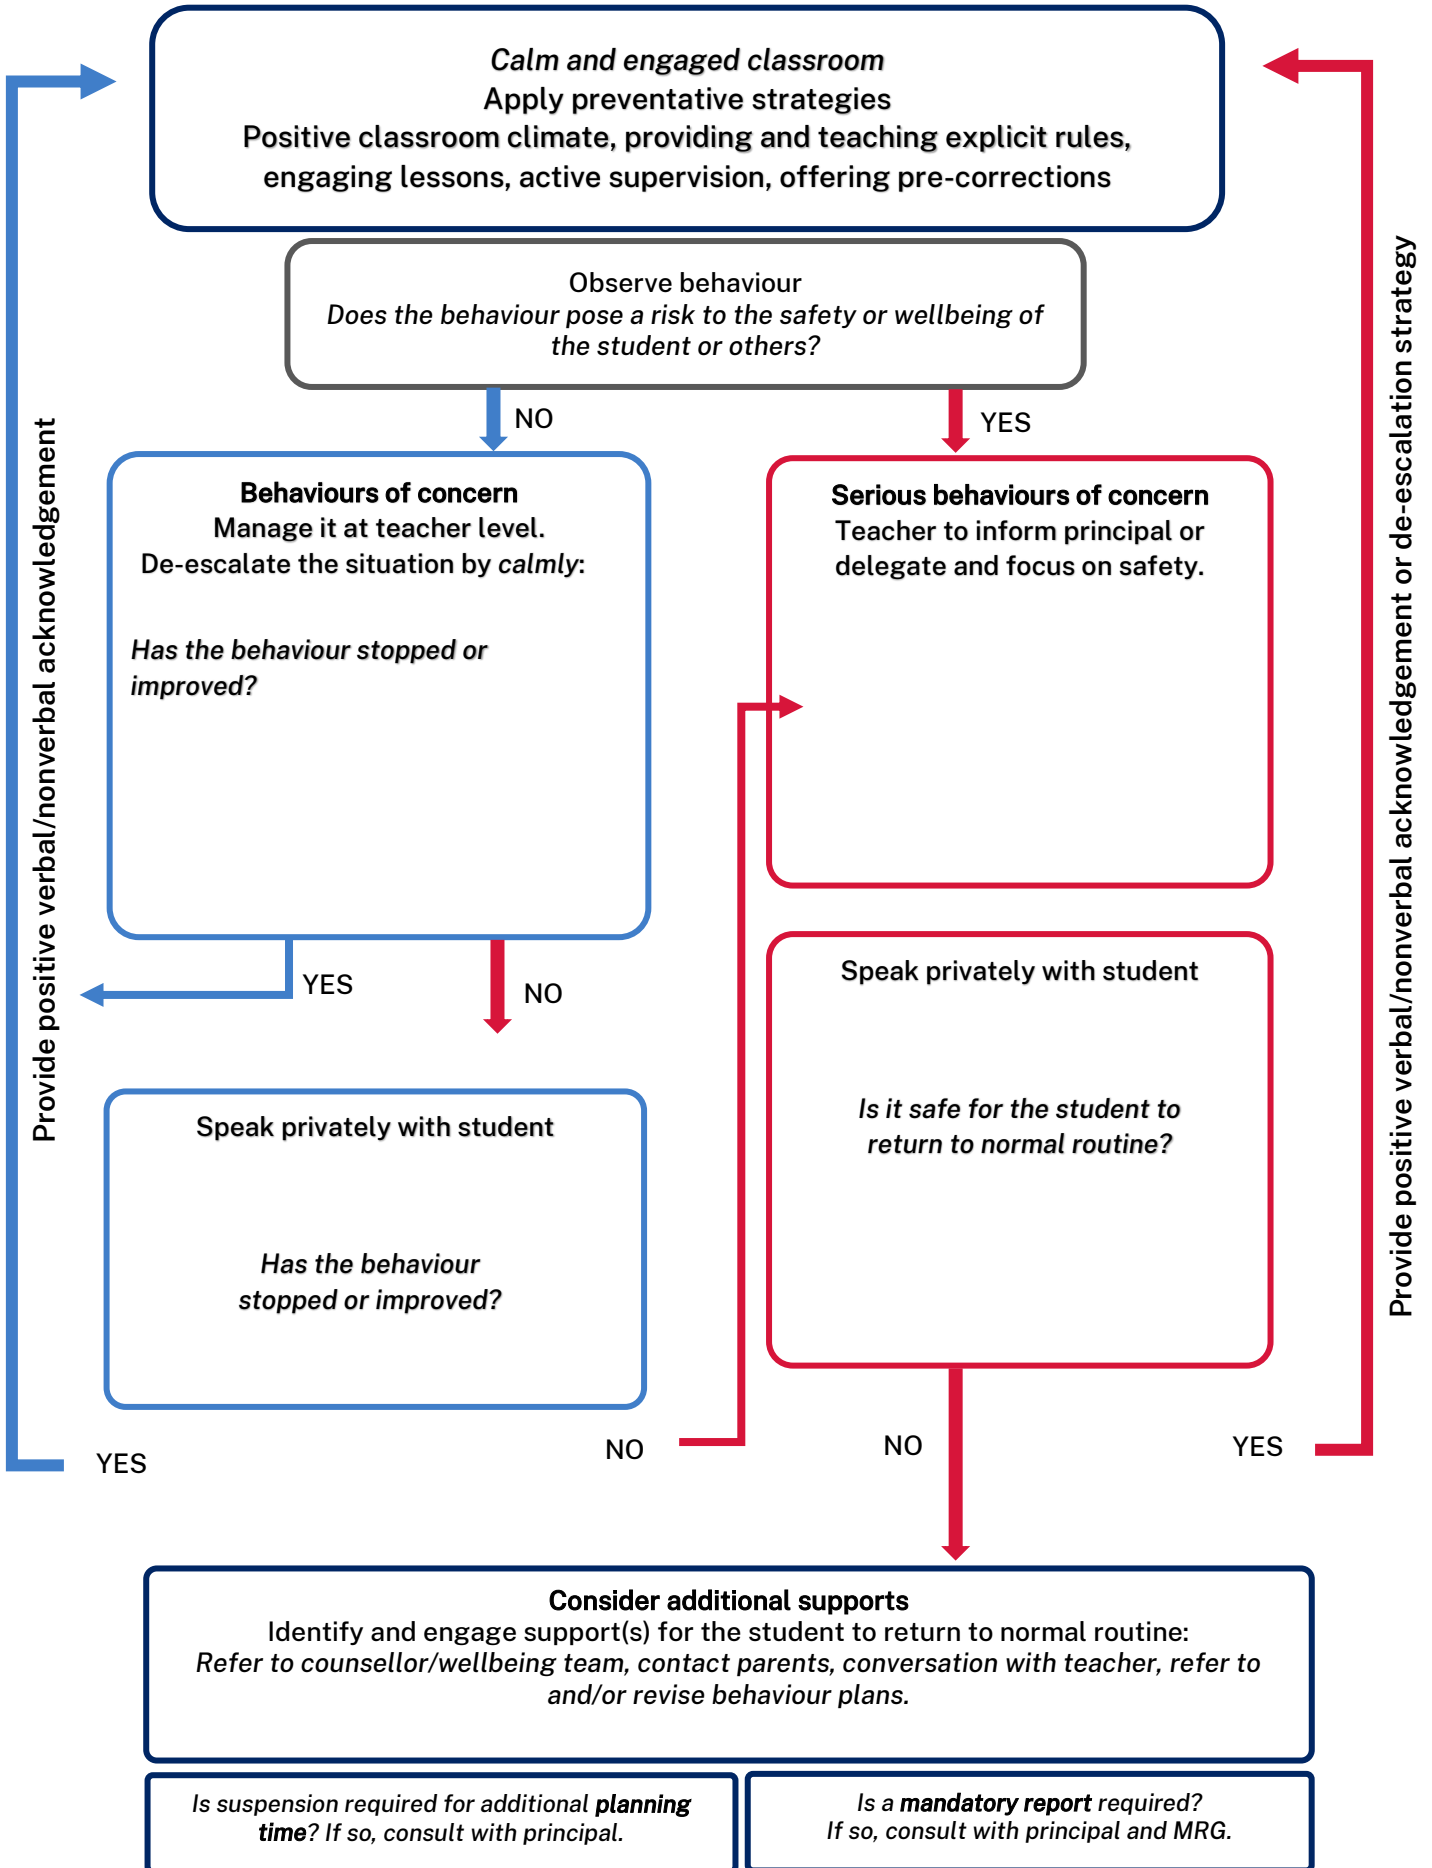 Calm and engaged classroom
Apply preventative strategies
Positive classroom climate, providing and teaching explicit rules,
engaging lessons, active supervision, offering pre-corrections
Observe behaviour
Does the behaviour pose a risk to the safety or wellbeing of
the student or others?
NO
YES
Behaviours of concern
Manage it at teacher level.
De-escalate the situation by calmly:
Has the behaviour stopped or
improved?
Serious behaviours of concern
Teacher to inform principal or
delegate and focus on safety.
YES
NO
Speak privately with student
Has the behaviour
stopped or improved?
Speak privately with student
Is it safe for the student to
return to normal routine?
YES
NO
NO
YES
Provide positive verbal/nonverbal acknowledgement
Provide positive verbal/nonverbal acknowledgement or de-escalation strategy
Consider additional supports
Identify and engage support(s) for the student to return to normal routine:
Refer to counsellor/wellbeing team, contact parents, conversation with teacher, refer to
and/or revise behaviour plans.
Is suspension required for additional planning
time? If so, consult with principal.
Is a mandatory report required?
If so, consult with principal and MRG.